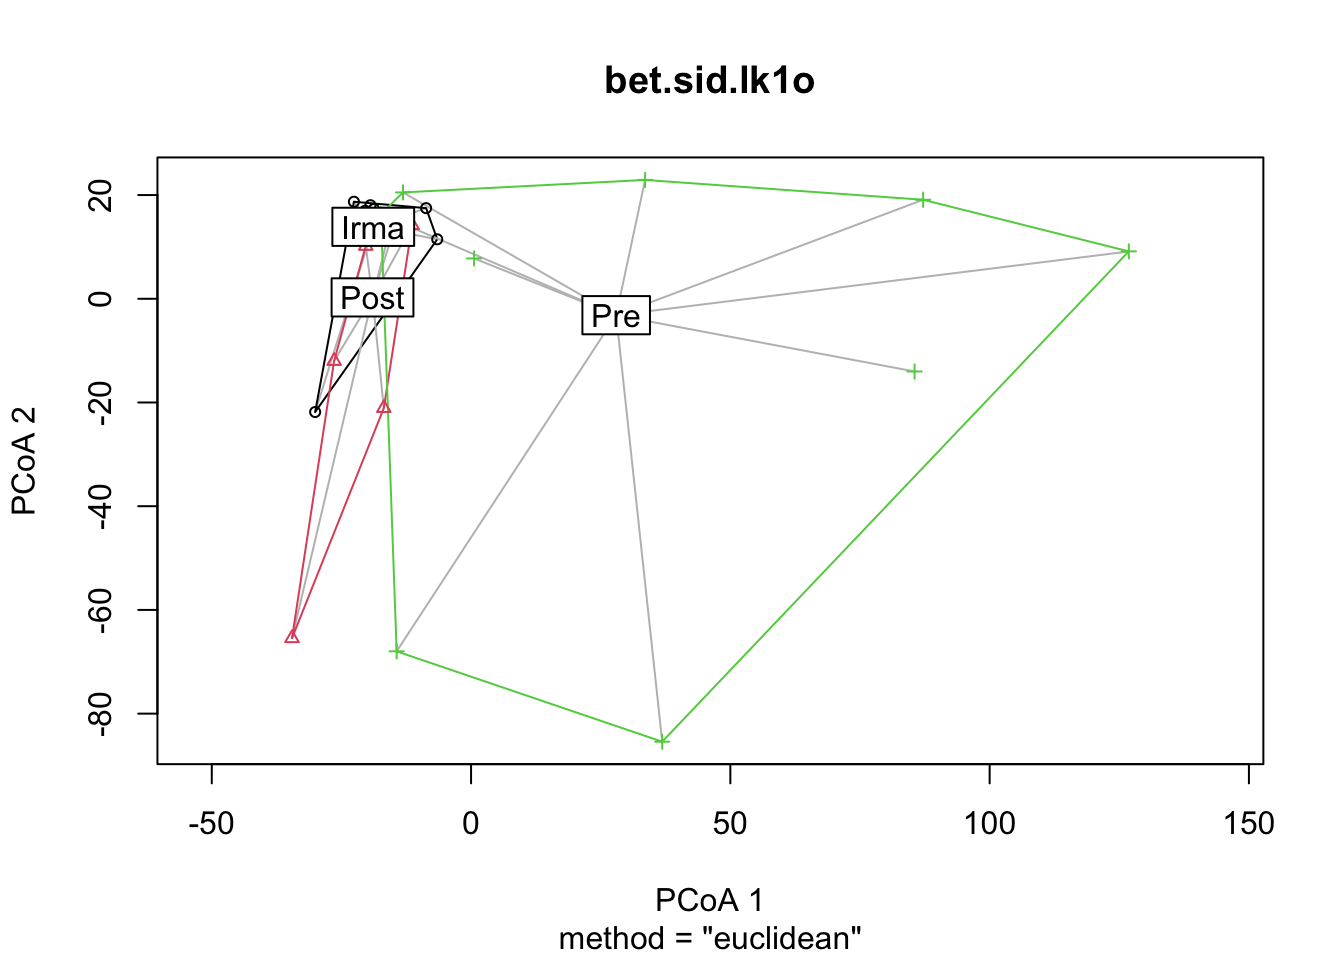 bet.sid.lk1o
20
0
-20
-40
-60
-80
PCoA 2
Irma
Post
Pre
-50 0 50 100 150
PCoA 1
method = "euclidean"